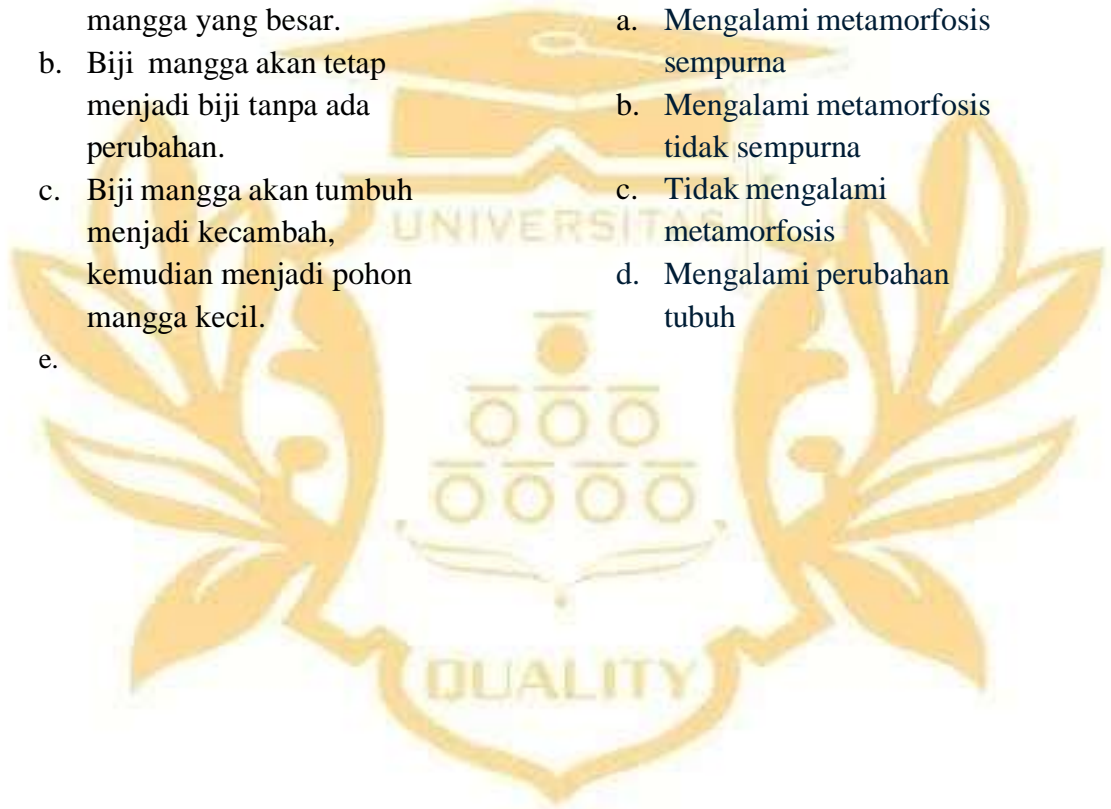 mangga yang besar.
b. Biji mangga akan tetap
menjadi biji tanpa ada
perubahan.
c. Biji mangga akan tumbuh
menjadi kecambah,
kemudian menjadi pohon
mangga kecil.
e.
a. Mengalami metamorfosis
sempurna
b. Mengalami metamorfosis
tidak sempurna
c. Tidak mengalami
metamorfosis
d. Mengalami perubahan
tubuh
UNIVERSITAS
QUALITY